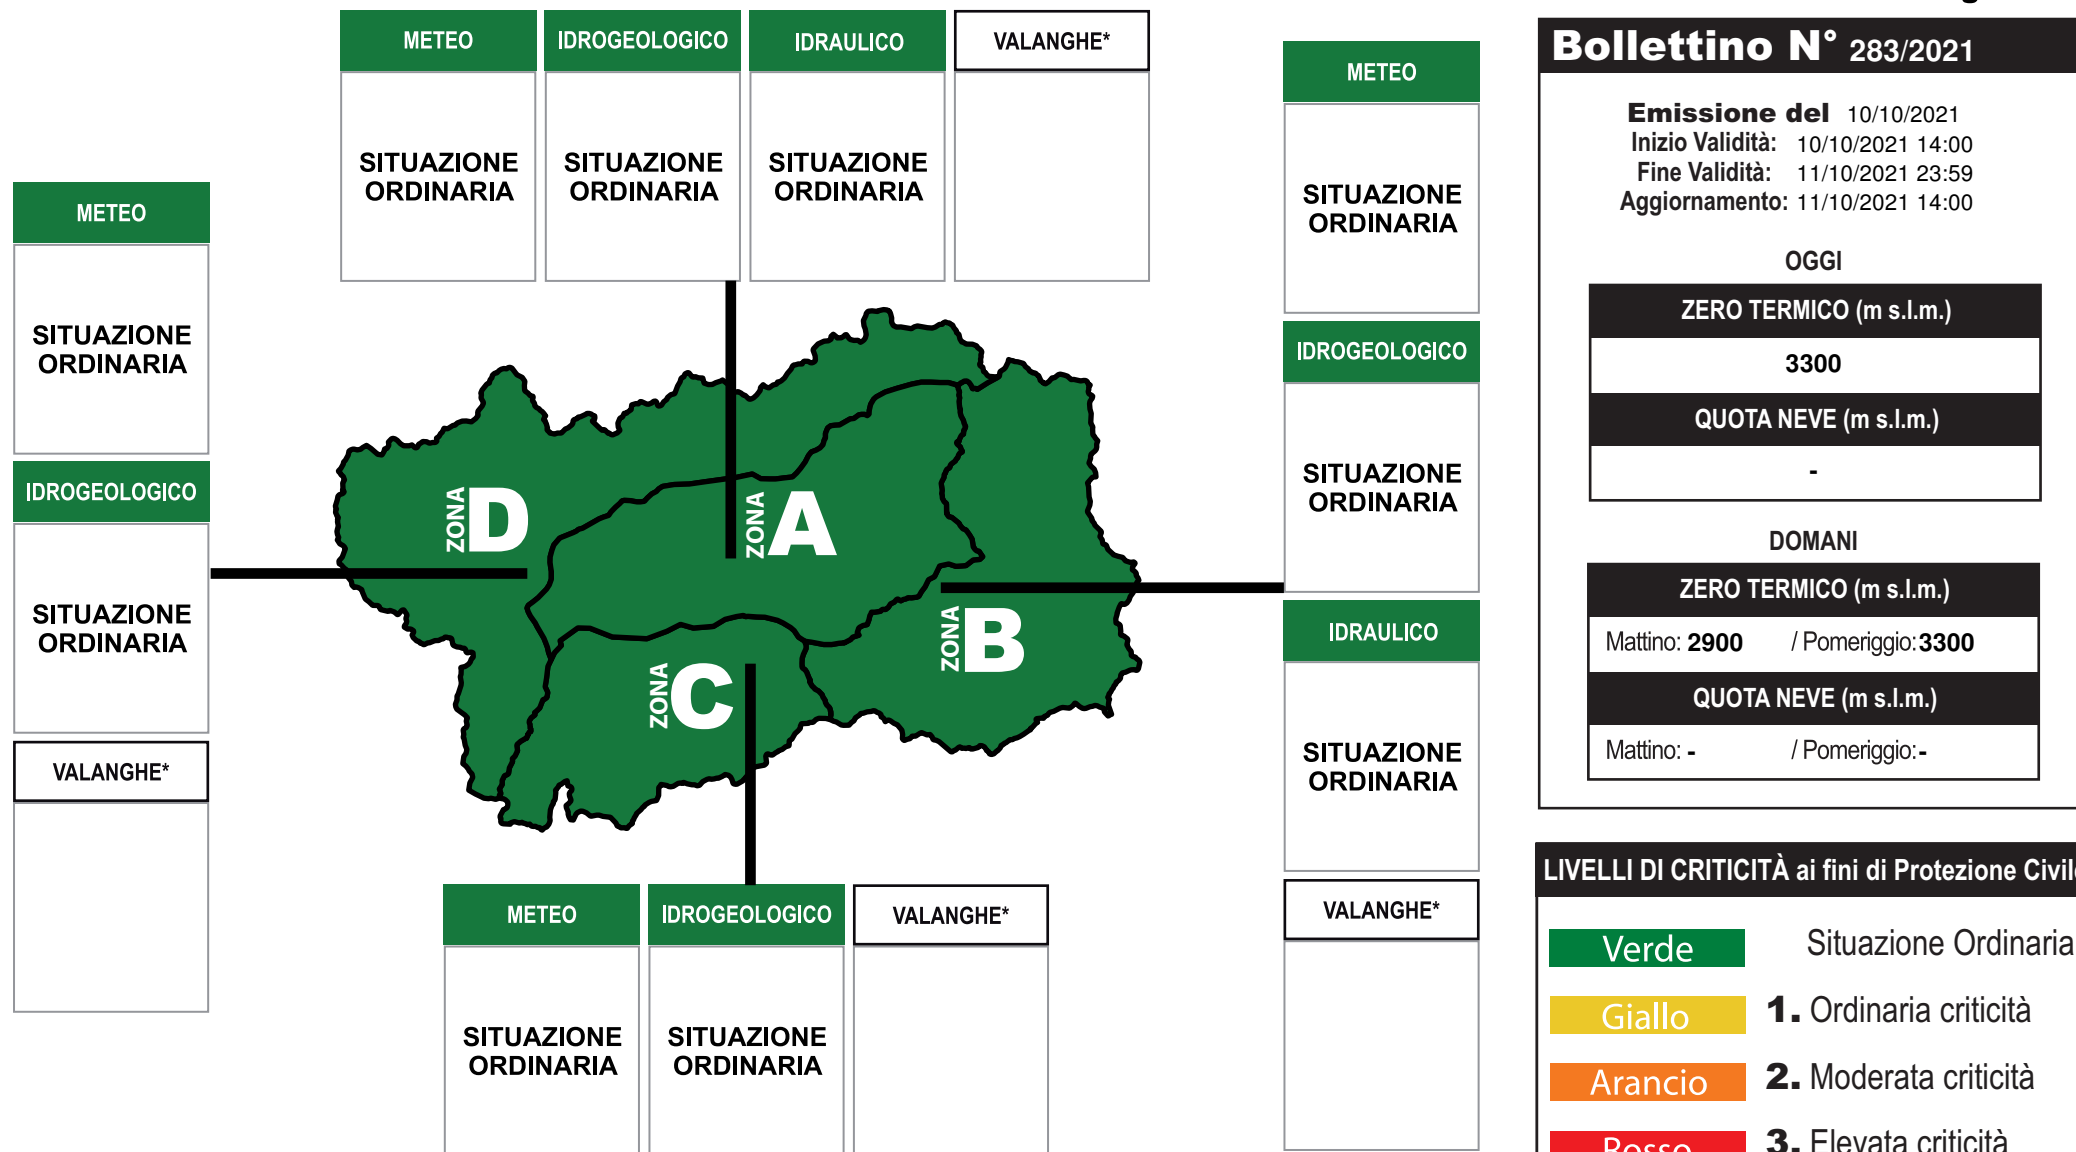 METEO IDROGEOLOGICO IDRAULICO VALANGHE*
SITUAZIONE ORDINARIA
SITUAZIONE ORDINARIA
SITUAZIONE ORDINARIA
METEO
SITUAZIONE
ORDINARIA
IDROGEOLOGICO
SITUAZIONE
ORDINARIA
VALANGHE*
ZONA D
ZONA A
ZONA B
ZONA C
METEO
SITUAZIONE
ORDINARIA
IDROGEOLOGICO
SITUAZIONE
ORDINARIA
IDRAULICO
SITUAZIONE
ORDINARIA
VALANGHE*
METEO IDROGEOLOGICO VALANGHE*
SITUAZIONE ORDINARIA
SITUAZIONE ORDINARIA
Bollettino N° 283/2021
Emissione del 10/10/2021
Inizio Validità: 10/10/2021 14:00
Fine Validità: 11/10/2021 23:59
Aggiornamento: 11/10/2021 14:00
OGGI
ZERO TERMICO (m s.l.m.)
3300
QUOTA NEVE (m s.l.m.)
-
DOMANI
ZERO TERMICO (m s.l.m.)
Mattino: 2900 / Pomeriggio: 3300
QUOTA NEVE (m s.l.m.)
Mattino: - / Pomeriggio: -
LIVELLI DI CRITICITÀ ai fini di Protezione Civile
Verde Situazione Ordinaria
Giallo 1. Ordinaria criticità
Arancio 2. Moderata criticità
Rosso 3. Elevata criticità